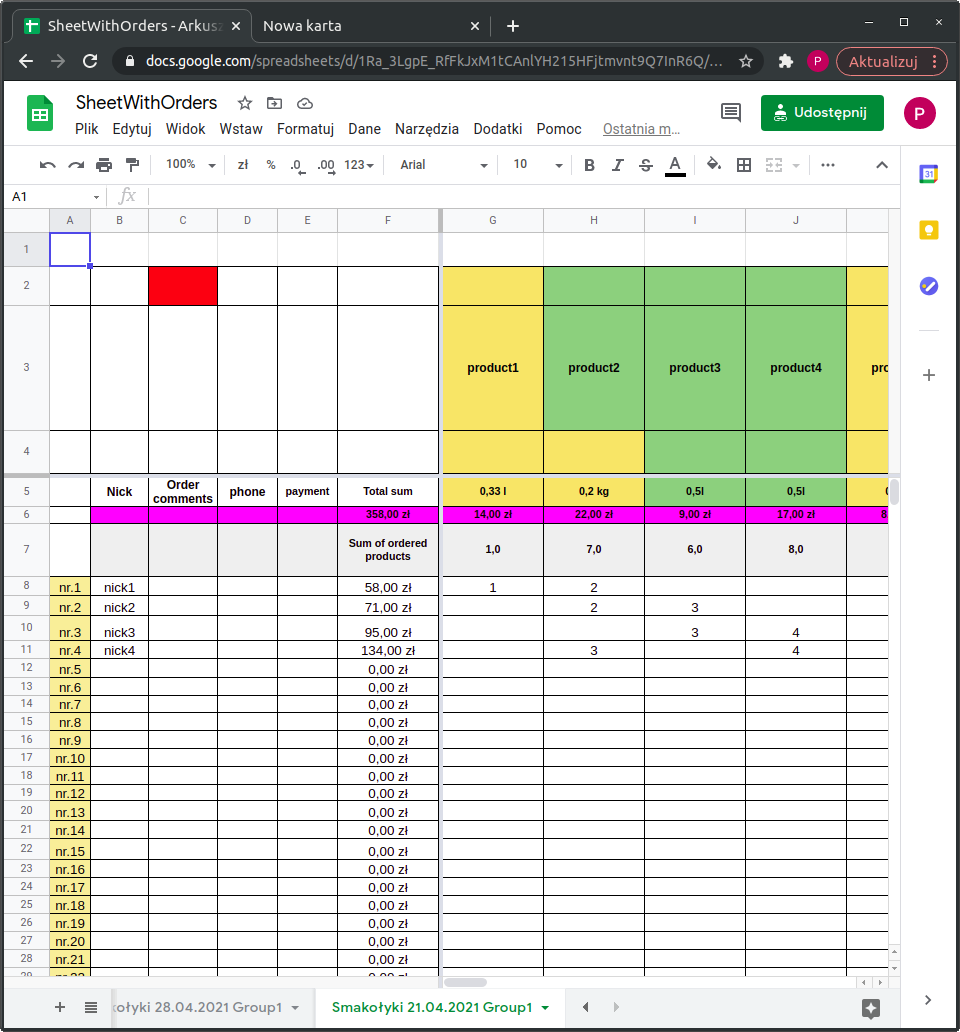 SheetWithOrders - Arkusz
Nowa karta
docs.google.com/spreadsheets/d/1Ra_3LgpE_RfFkJxM1tCAnlYH215HFjtmvnt9Q7InR6Q/...
P
Aktualizuj
SheetWithOrders
Plik Edytuj Widok Wstaw Formatuj Dane Narzędzia Dodatki Pomoc Ostatnia m...
Udostępnij
P
100% zł % .0 .00 123 Arial 10 B I S A
31
A1 fx
A B C D E F G H I J
1
2
3 product1 product2 product3 product4
4
5 Nick Order comments phone payment Total sum 0,33 l 0,2 kg 0,5l 0,5l
6 358,00 zł 14,00 zł 22,00 zł 9,00 zł 17,00 zł 8
7 Sum of ordered products 1,0 7,0 6,0 8,0
8 nr.1 nick1 58,00 zł 1 2
9 nr.2 nick2 71,00 zł 2 3
10 nr.3 nick3 95,00 zł 3 4
11 nr.4 nick4 134,00 zł 3 4
12 nr.5 0,00 zł
13 nr.6 0,00 zł
14 nr.7 0,00 zł
15 nr.8 0,00 zł
16 nr.9 0,00 zł
17 nr.10 0,00 zł
18 nr.11 0,00 zł
19 nr.12 0,00 zł
20 nr.13 0,00 zł
21 nr.14 0,00 zł
22 nr.15 0,00 zł
23 nr.16 0,00 zł
24 nr.17 0,00 zł
25 nr.18 0,00 zł
26 nr.19 0,00 zł
27 nr.20 0,00 zł
28 nr.21 0,00 zł
+ ołyki 28.04.2021 Group1 Smakołyki 21.04.2021 Group1